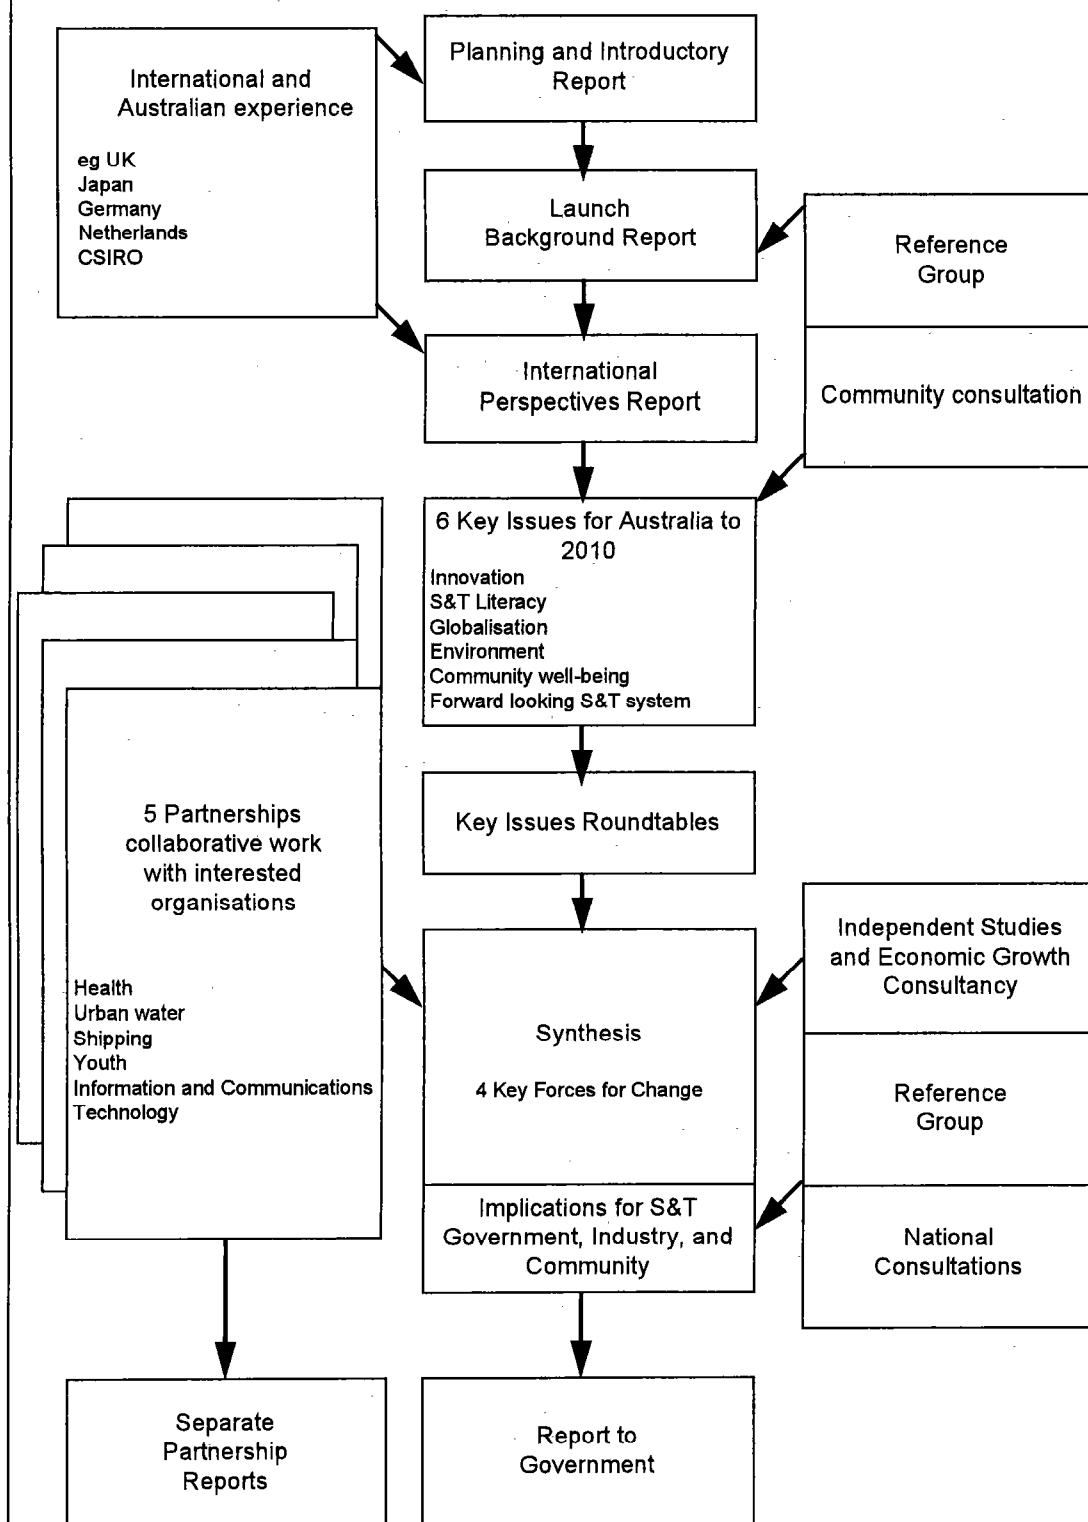 Planning and Introductory
Report
International and
Australian experience
eg UK
Japan
Germany
Netherlands
CSIRO
Launch
Background Report
Reference
Group
International
Perspectives Report
Community consultation
6 Key Issues for Australia to
2010
Innovation
S&T Literacy
Globalisation
Environment
Community well-being
Forward looking S&T system
Key Issues Roundtables
5 Partnerships
collaborative work
with interested
organisations
Health
Urban water
Shipping
Youth
Information and Communications
Technology
Synthesis
4 Key Forces for Change
Independent Studies
and Economic Growth
Consultancy
Reference
Group
Implications for S&T
Government, Industry, and
Community
National
Consultations
Separate
Partnership
Reports
Report to
Government